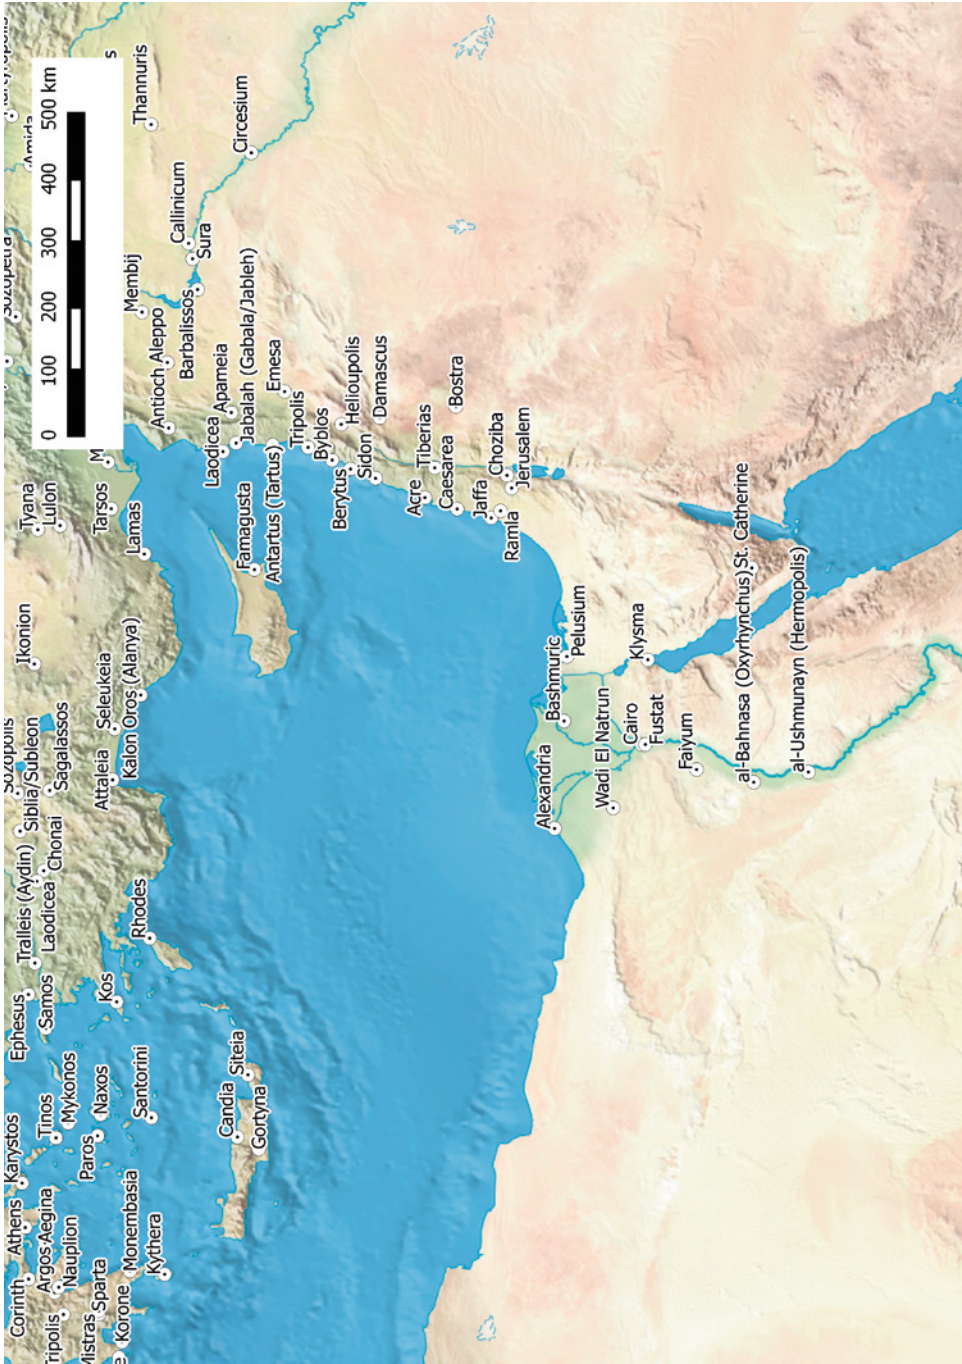 0 100 200 300 400 500 km
Corinth
Athens
Karystos
Ephesus
Tralleis (Aydin)
Siblia/Subleon
Tyana
Argos
Aegina
Tinos
Samos
Laodicea
Chonai
Sagalassos
Ikonion
Lulon
Nauplion
Mykonos
Mistras
Sparta
Paros
Naxos
Kos
Attaleia
Seleukeia
Tarsos
Korone
Monembasia
Santorini
Rhodes
Kalon Oros (Alanya)
Lamas
Membij
Thannuris
Kythera
Antioch
Aleppo
Callinicum
Barbalissos
Sura
Candia
Siteia
Laodicea
Apameia
Circesium
Gortyna
Famagusta
Jabalah (Gabala/Jableh)
Antartus (Tartus)
Emesa
Tripolis
Byblos
Berytus
Helioupolis
Sidon
Damascus
Acre
Tiberias
Caesarea
Bostra
Jaffa
Choziba
Ramla
Jerusalem
Alexandria
Bashmuric
Pelusium
Wadi El Natrun
Cairo
Klysma
Fustat
Faiyum
al-Bahnasa (Oxyrhynchus)
St. Catherine
al-Ushmunayn (Hermopolis)